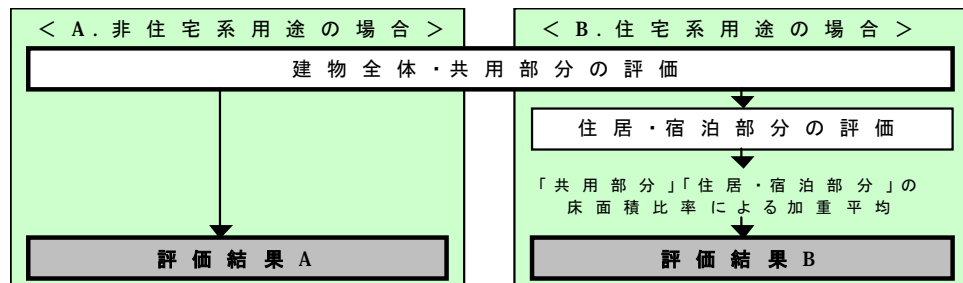 ＜A．非住宅系用途の場合＞
＜B．住宅系用途の場合＞
建物全体・共用部分の評価
住居・宿泊部分の評価
「共用部分」「住居・宿泊部分」の
床面積比率による加重平均
評価結果A
評価結果B